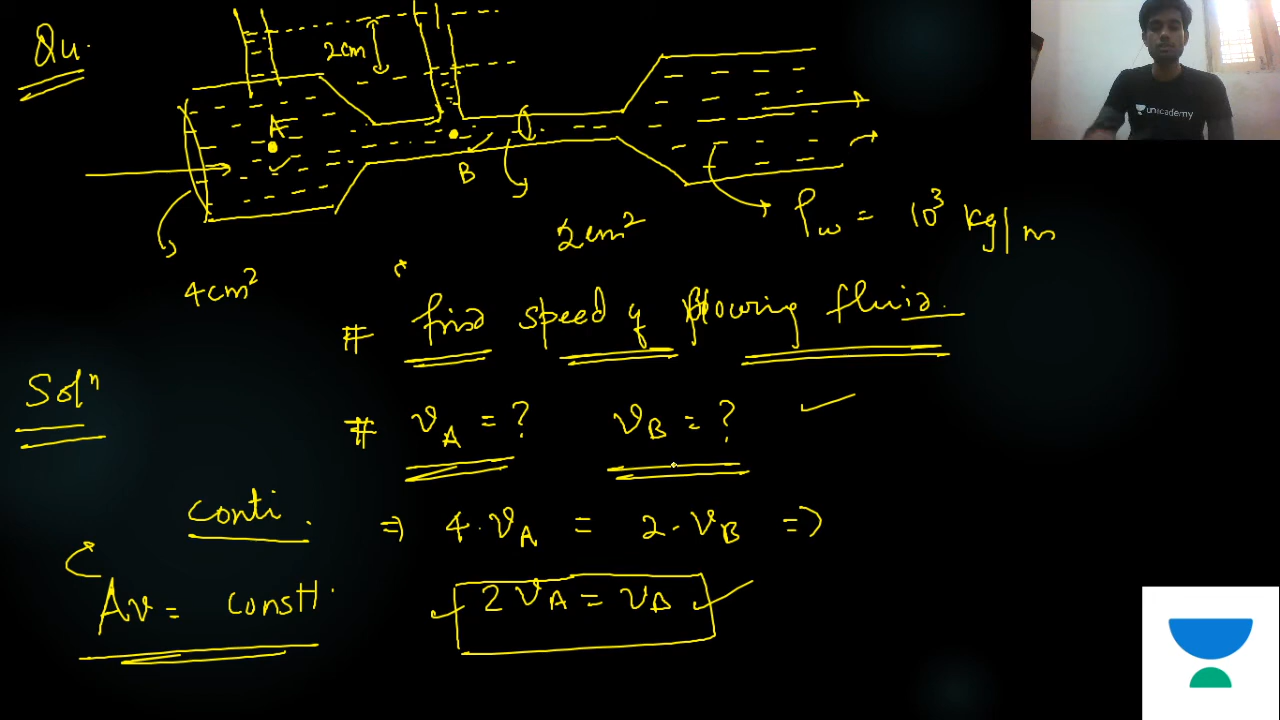 Qu.
2cm
A
B
unacademy
ρw = 10³ kg/m
2cm²
4cm²
# find speed of flowing fluid.
Solⁿ
# vA = ? vB = ?
conti. ⇒ 4·vA = 2·vB ⇒
Av = constt.
2vA = vB